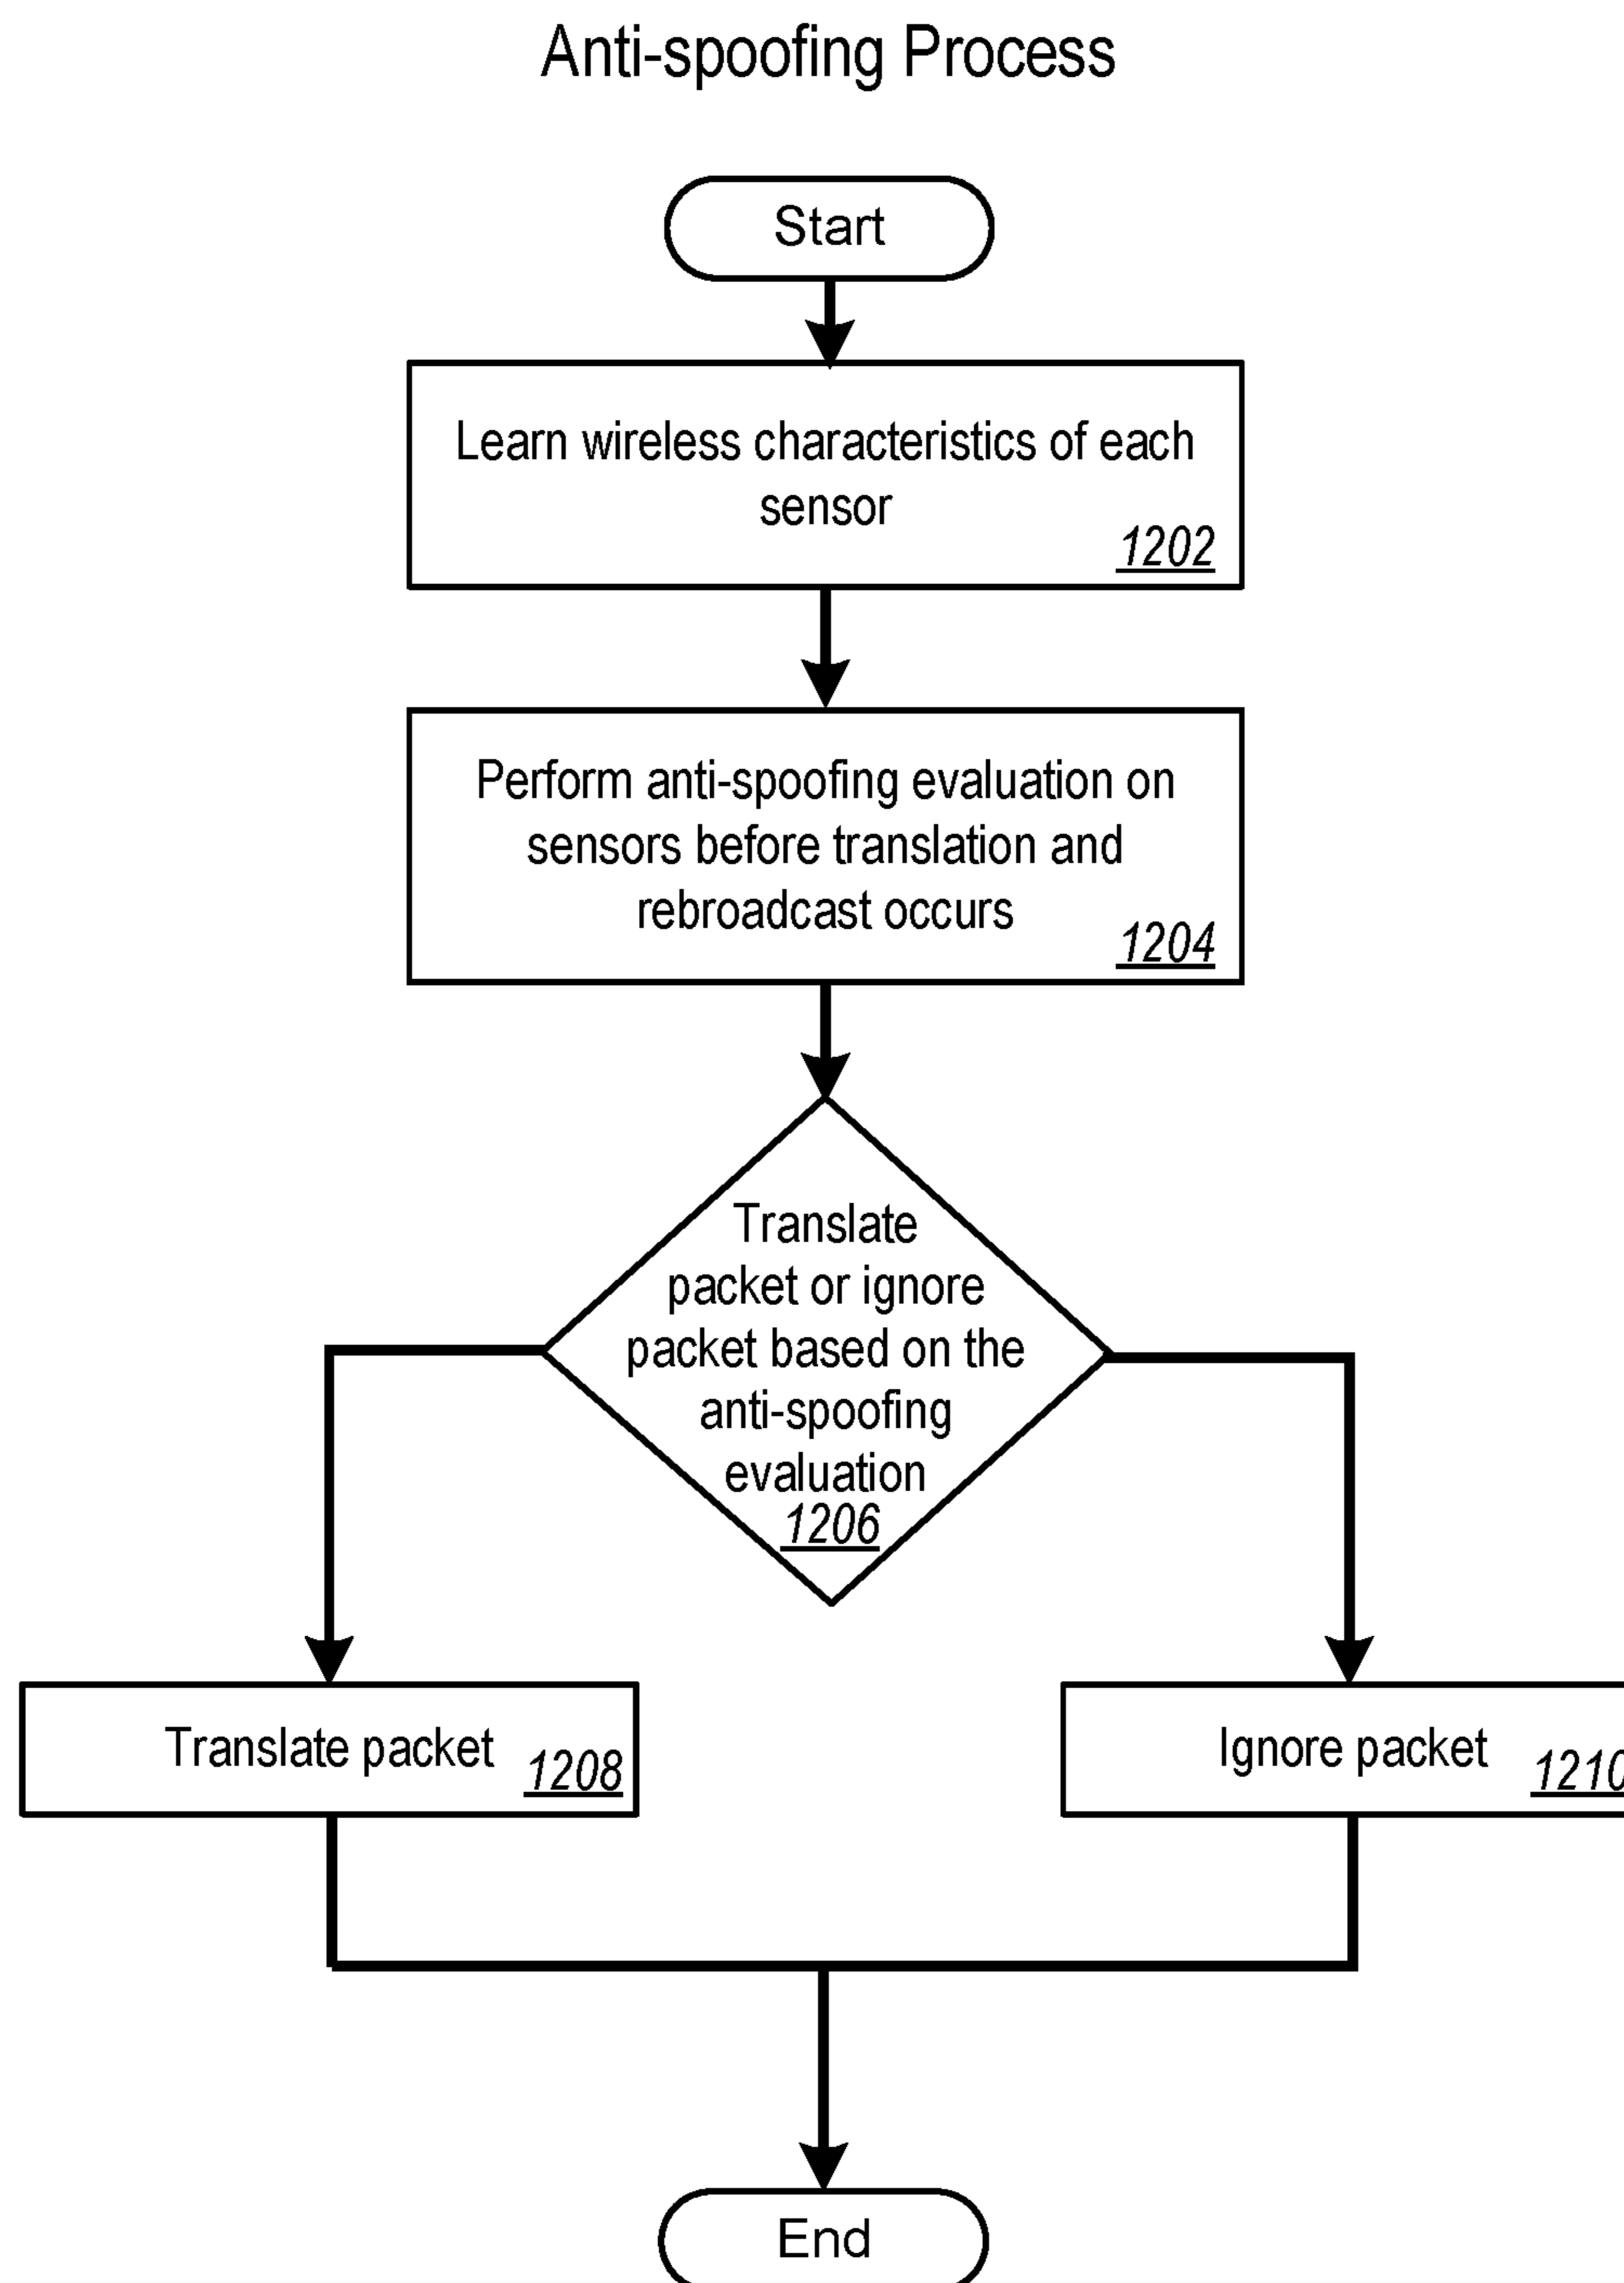 Anti-spoofing Process
Start
Learn wireless characteristics of each
sensor
1202
Perform anti-spoofing evaluation on
sensors before translation and
rebroadcast occurs
1204
Translate
packet or ignore
packet based on the
anti-spoofing
evaluation
1206
Translate packet
1208
Ignore packet
1210
End